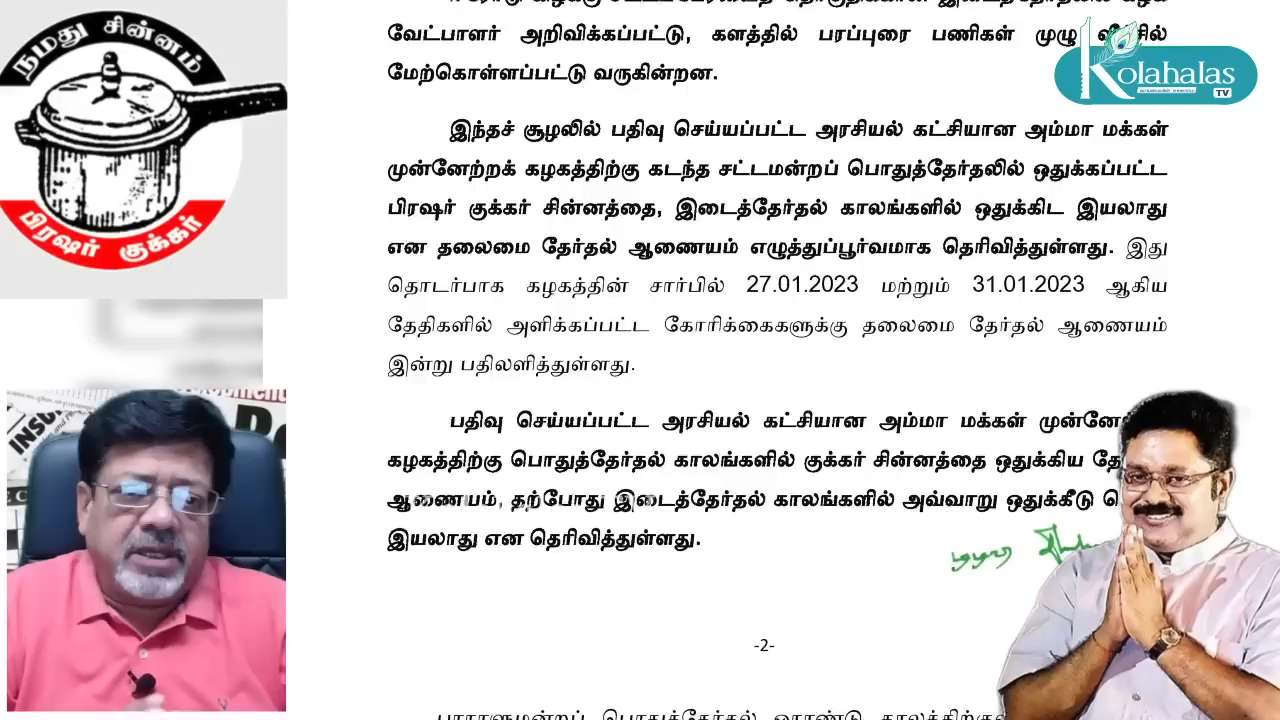 நமது சின்னம்
பிரஷர் குக்கர்
Kolahalas
TV
வேட்பாளர் அறிவிக்கப்பட்டு, களத்தில் பரப்புரை பணிகள் முழு
மேற்கொள்ளப்பட்டு வருகின்றன.
இந்தச் சூழலில் பதிவு செய்யப்பட்ட அரசியல் கட்சியான அம்மா மக்கள்
முன்னேற்றக் கழகத்திற்கு கடந்த சட்டமன்றப் பொதுத்தேர்தலில் ஒதுக்கப்பட்ட
பிரஷர் குக்கர் சின்னத்தை, இடைத்தேர்தல் காலங்களில் ஒதுக்கிட இயலாது
என தலைமை தேர்தல் ஆணையம் எழுத்துப்பூர்வமாக தெரிவித்துள்ளது. இது
தொடர்பாக கழகத்தின் சார்பில் 27.01.2023 மற்றும் 31.01.2023 ஆகிய
தேதிகளில் அளிக்கப்பட்ட கோரிக்கைகளுக்கு தலைமை தேர்தல் ஆணையம்
இன்று பதிலளித்துள்ளது.
பதிவு செய்யப்பட்ட அரசியல் கட்சியான அம்மா மக்கள்
கழகத்திற்கு பொதுத்தேர்தல் காலங்களில் குக்கர் சின்னத்தை ஒதுக்கிய
ஆணையம், தற்போது இடைத்தேர்தல் காலங்களில் அவ்வாறு ஒதுக்கீடு
இயலாது என தெரிவித்துள்ளது.
-2-